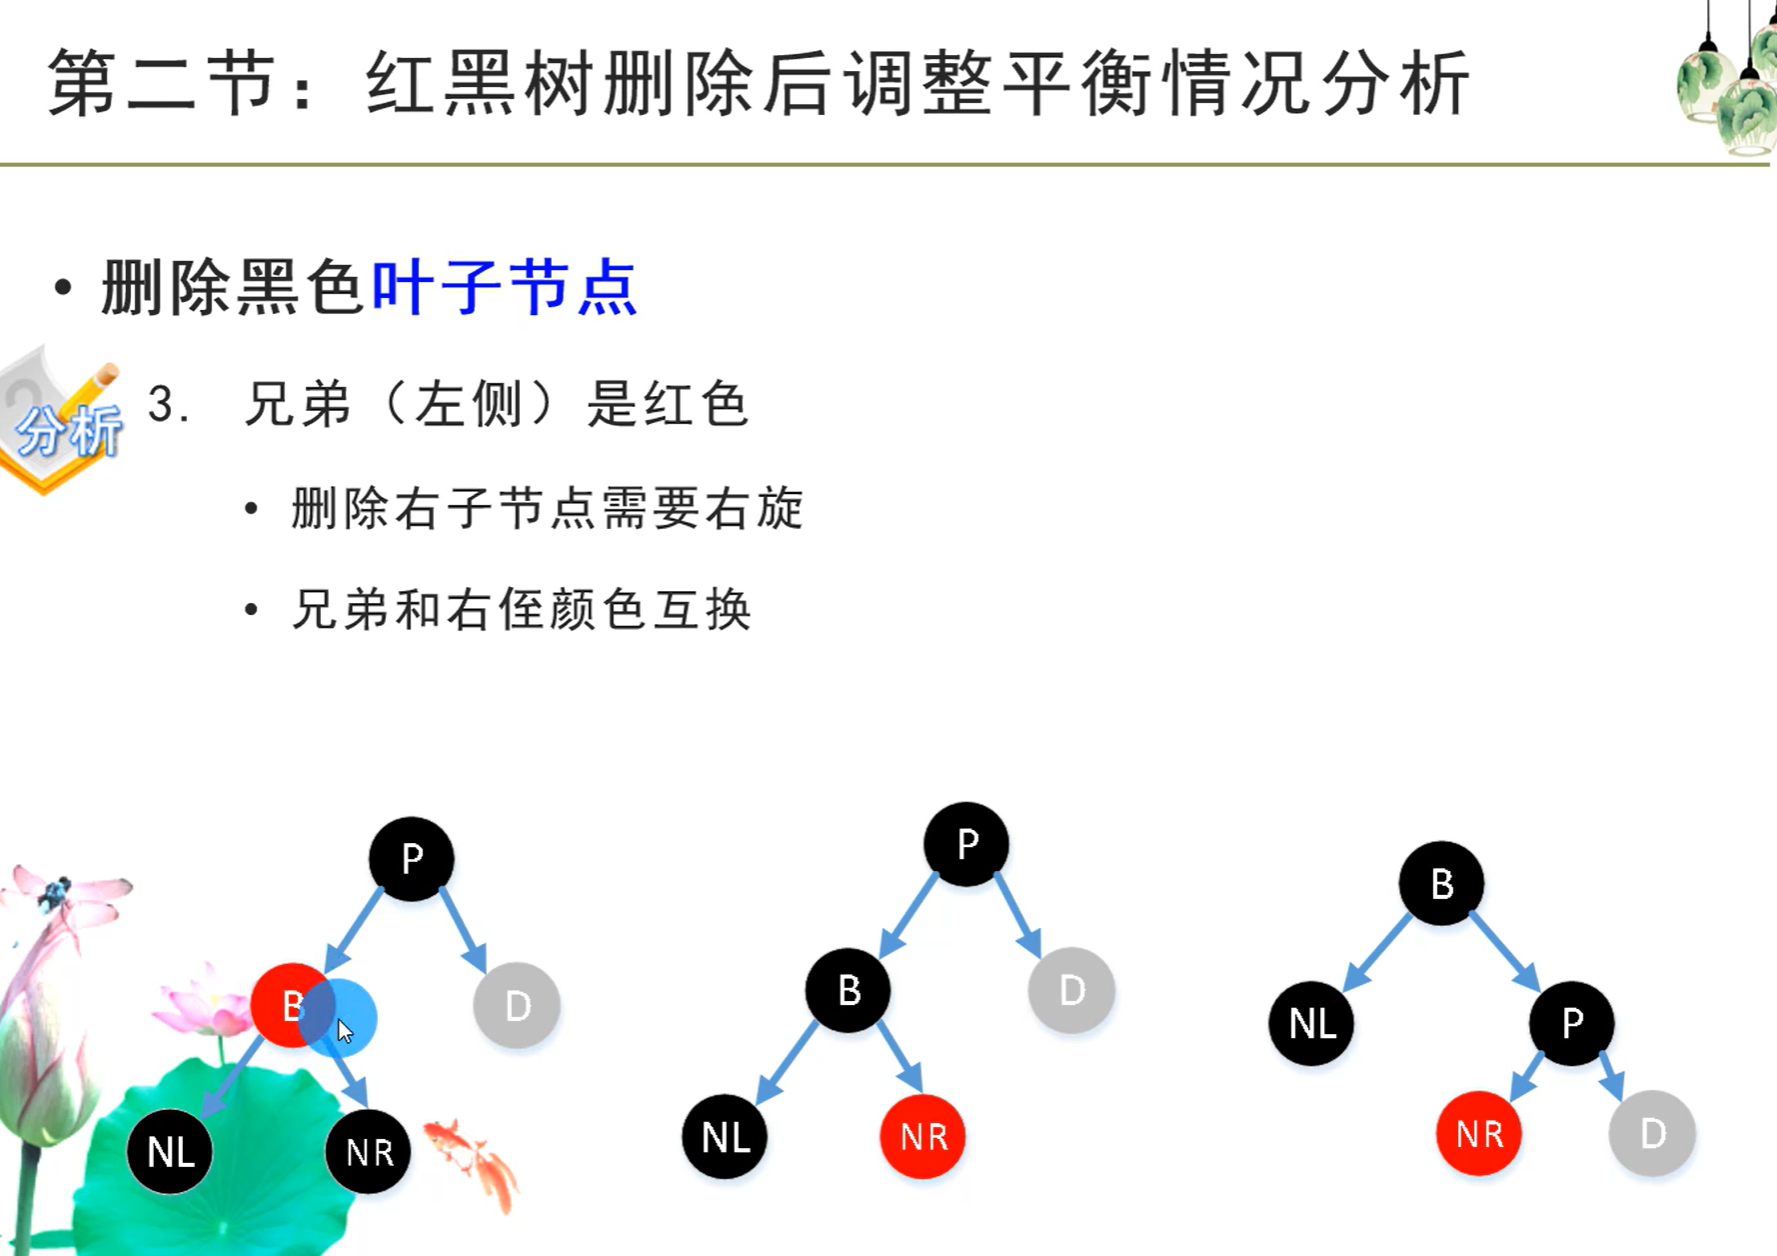 第二节：红黑树删除后调整平衡情况分析
• 删除黑色叶子节点
分析
3. 兄弟（左侧）是红色
• 删除右子节点需要右旋
• 兄弟和右侄颜色互换
P
B
D
NL
NR
P
B
D
NL
NR
B
NL
P
NR
D